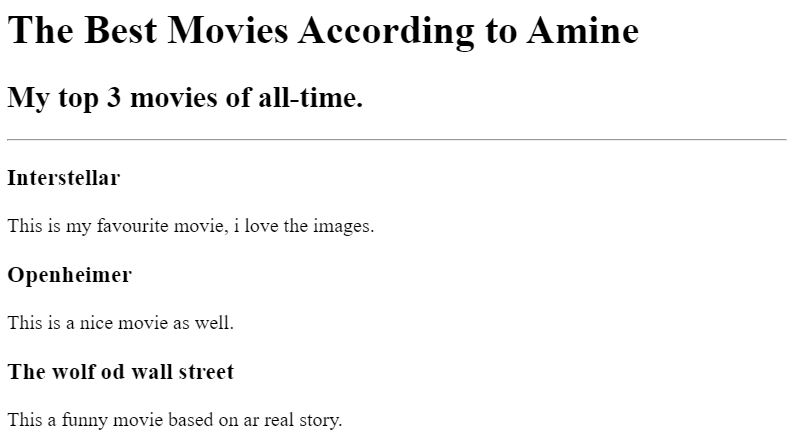 The Best Movies According to Amine
My top 3 movies of all-time.
Interstellar
This is my favourite movie, i love the images.
Openheimer
This is a nice movie as well.
The wolf od wall street
This a funny movie based on ar real story.